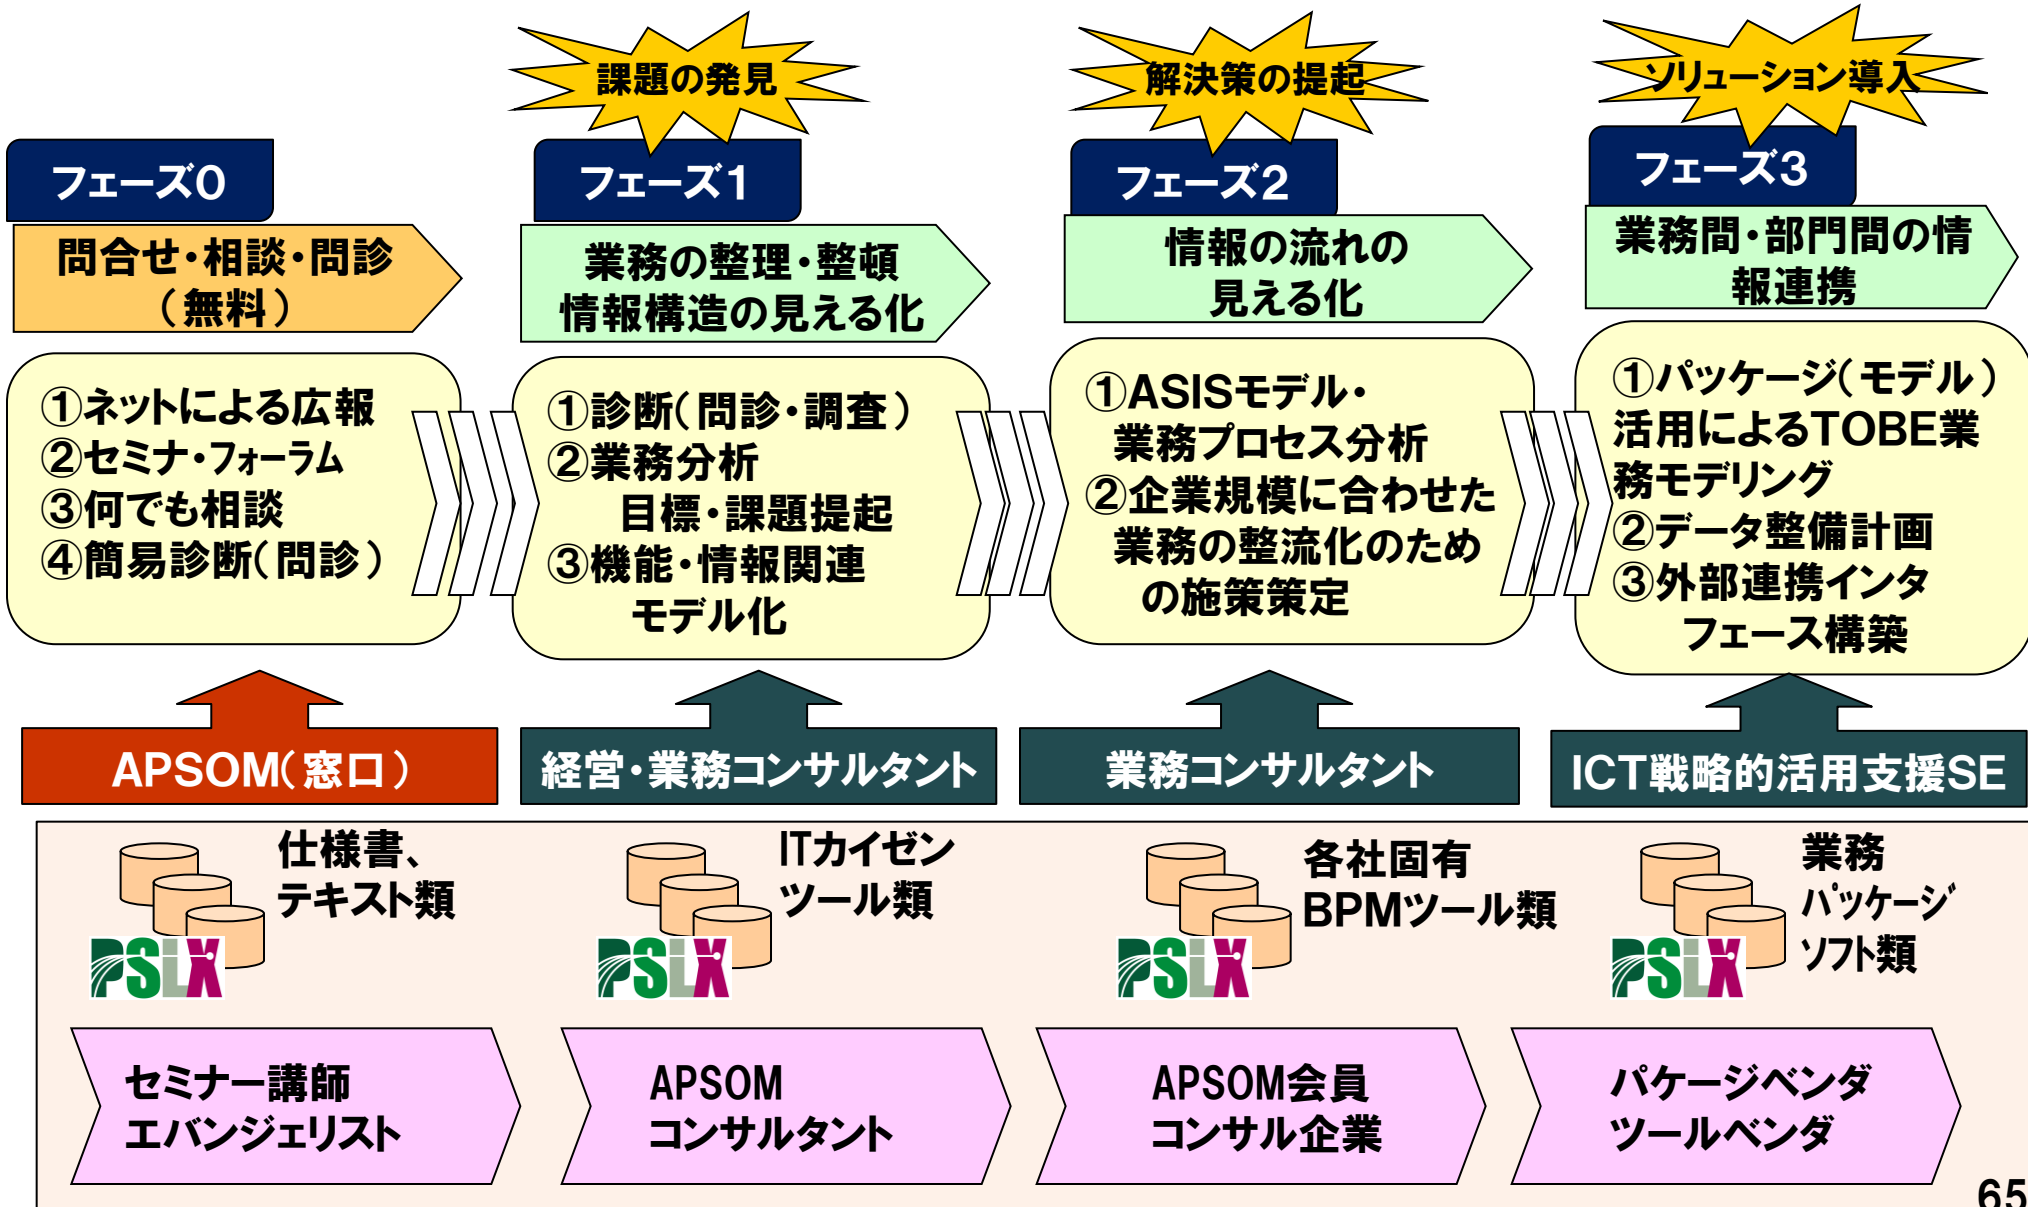 課題の発見
解決策の提起
ソリューション導入
フェーズ0
フェーズ1
フェーズ2
フェーズ3
問合せ・相談・問診
（無料）
業務の整理・整頓
情報構造の見える化
情報の流れの
見える化
業務間・部門間の情
報連携
①ネットによる広報
②セミナ・フォーラム
③何でも相談
④簡易診断（問診）
①診断（問診・調査）
②業務分析
目標・課題提起
③機能・情報関連
モデル化
①ASISモデル・
業務プロセス分析
②企業規模に合わせた
業務の整流化のため
の施策策定
①パッケージ（モデル）
活用によるTOBE業
務モデリング
②データ整備計画
③外部連携インタ
フェース構築
APSOM（窓口）
経営・業務コンサルタント
業務コンサルタント
ICT戦略的活用支援SE
仕様書、
テキスト類
PSLX
ITカイゼン
ツール類
PSLX
各社固有
BPMツール類
PSLX
業務
パッケージ
ソフト類
PSLX
セミナー講師
エバンジェリスト
APSOM
コンサルタント
APSOM会員
コンサル企業
パケージベンダ
ツールベンダ
65